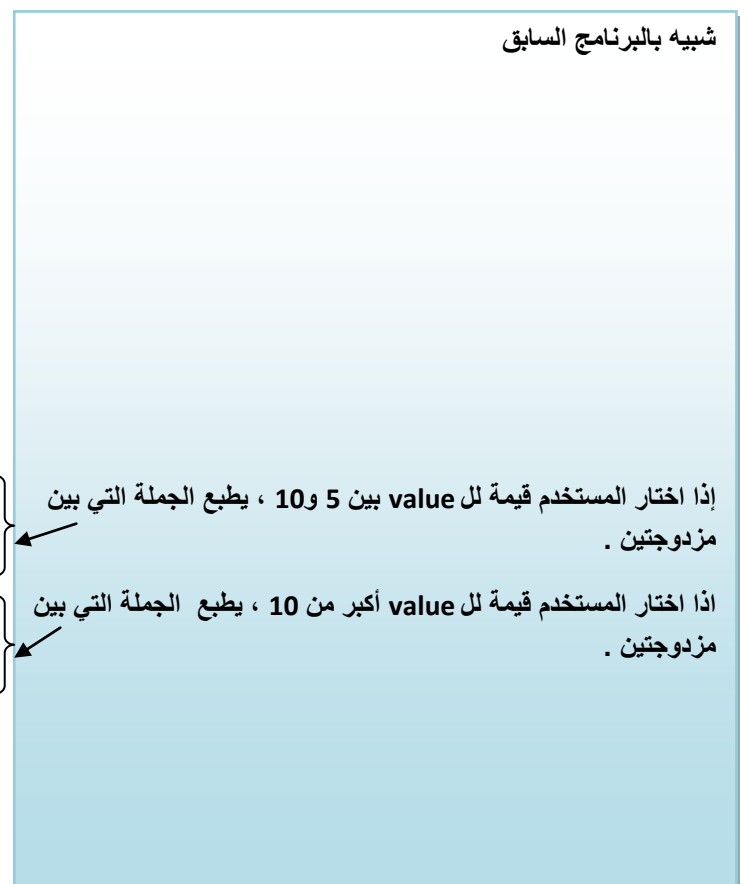 شبيه بالبرنامج السابق
إذا اختار المستخدم قيمة لل value بين 5 و10 ، يطبع الجملة التي بين
مزدوجتين .
اذا اختار المستخدم قيمة لل value أكبر من 10 ، يطبع الجملة التي بين
مزدوجتين .